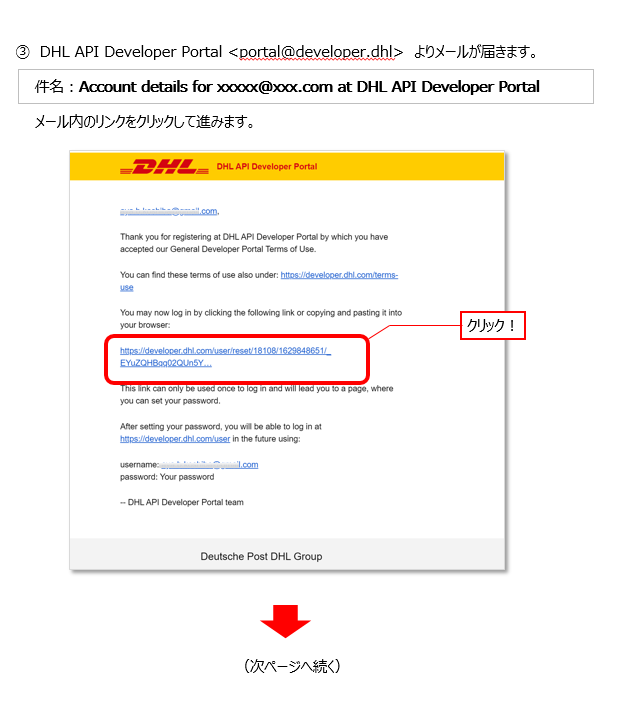 ③ DHL API Developer Portal <portal@developer.dhl> よりメールが届きます。
件名：Account details for xxxxx@xxx.com at DHL API Developer Portal
メール内のリンクをクリックして進みます。
DHL DHL API Developer Portal
.com,
Thank you for registering at DHL API Developer Portal by which you have
accepted our General Developer Portal Terms of Use.
You can find these terms of use also under: https://developer.dhl.com/terms-
use
You may now log in by clicking the following link or copying and pasting it into
your browser:
クリック！
https://developer.dhl.com/user/reset/18108/1629848651/_
EYuZQHBqq02QUn5Y…
This link can only be used once to log in and will lead you to a page, where
you can set your password.
After setting your password, you will be able to log in at
https://developer.dhl.com/user in the future using:
username: .com
password: Your password
-- DHL API Developer Portal team
Deutsche Post DHL Group
（次ページへ続く）